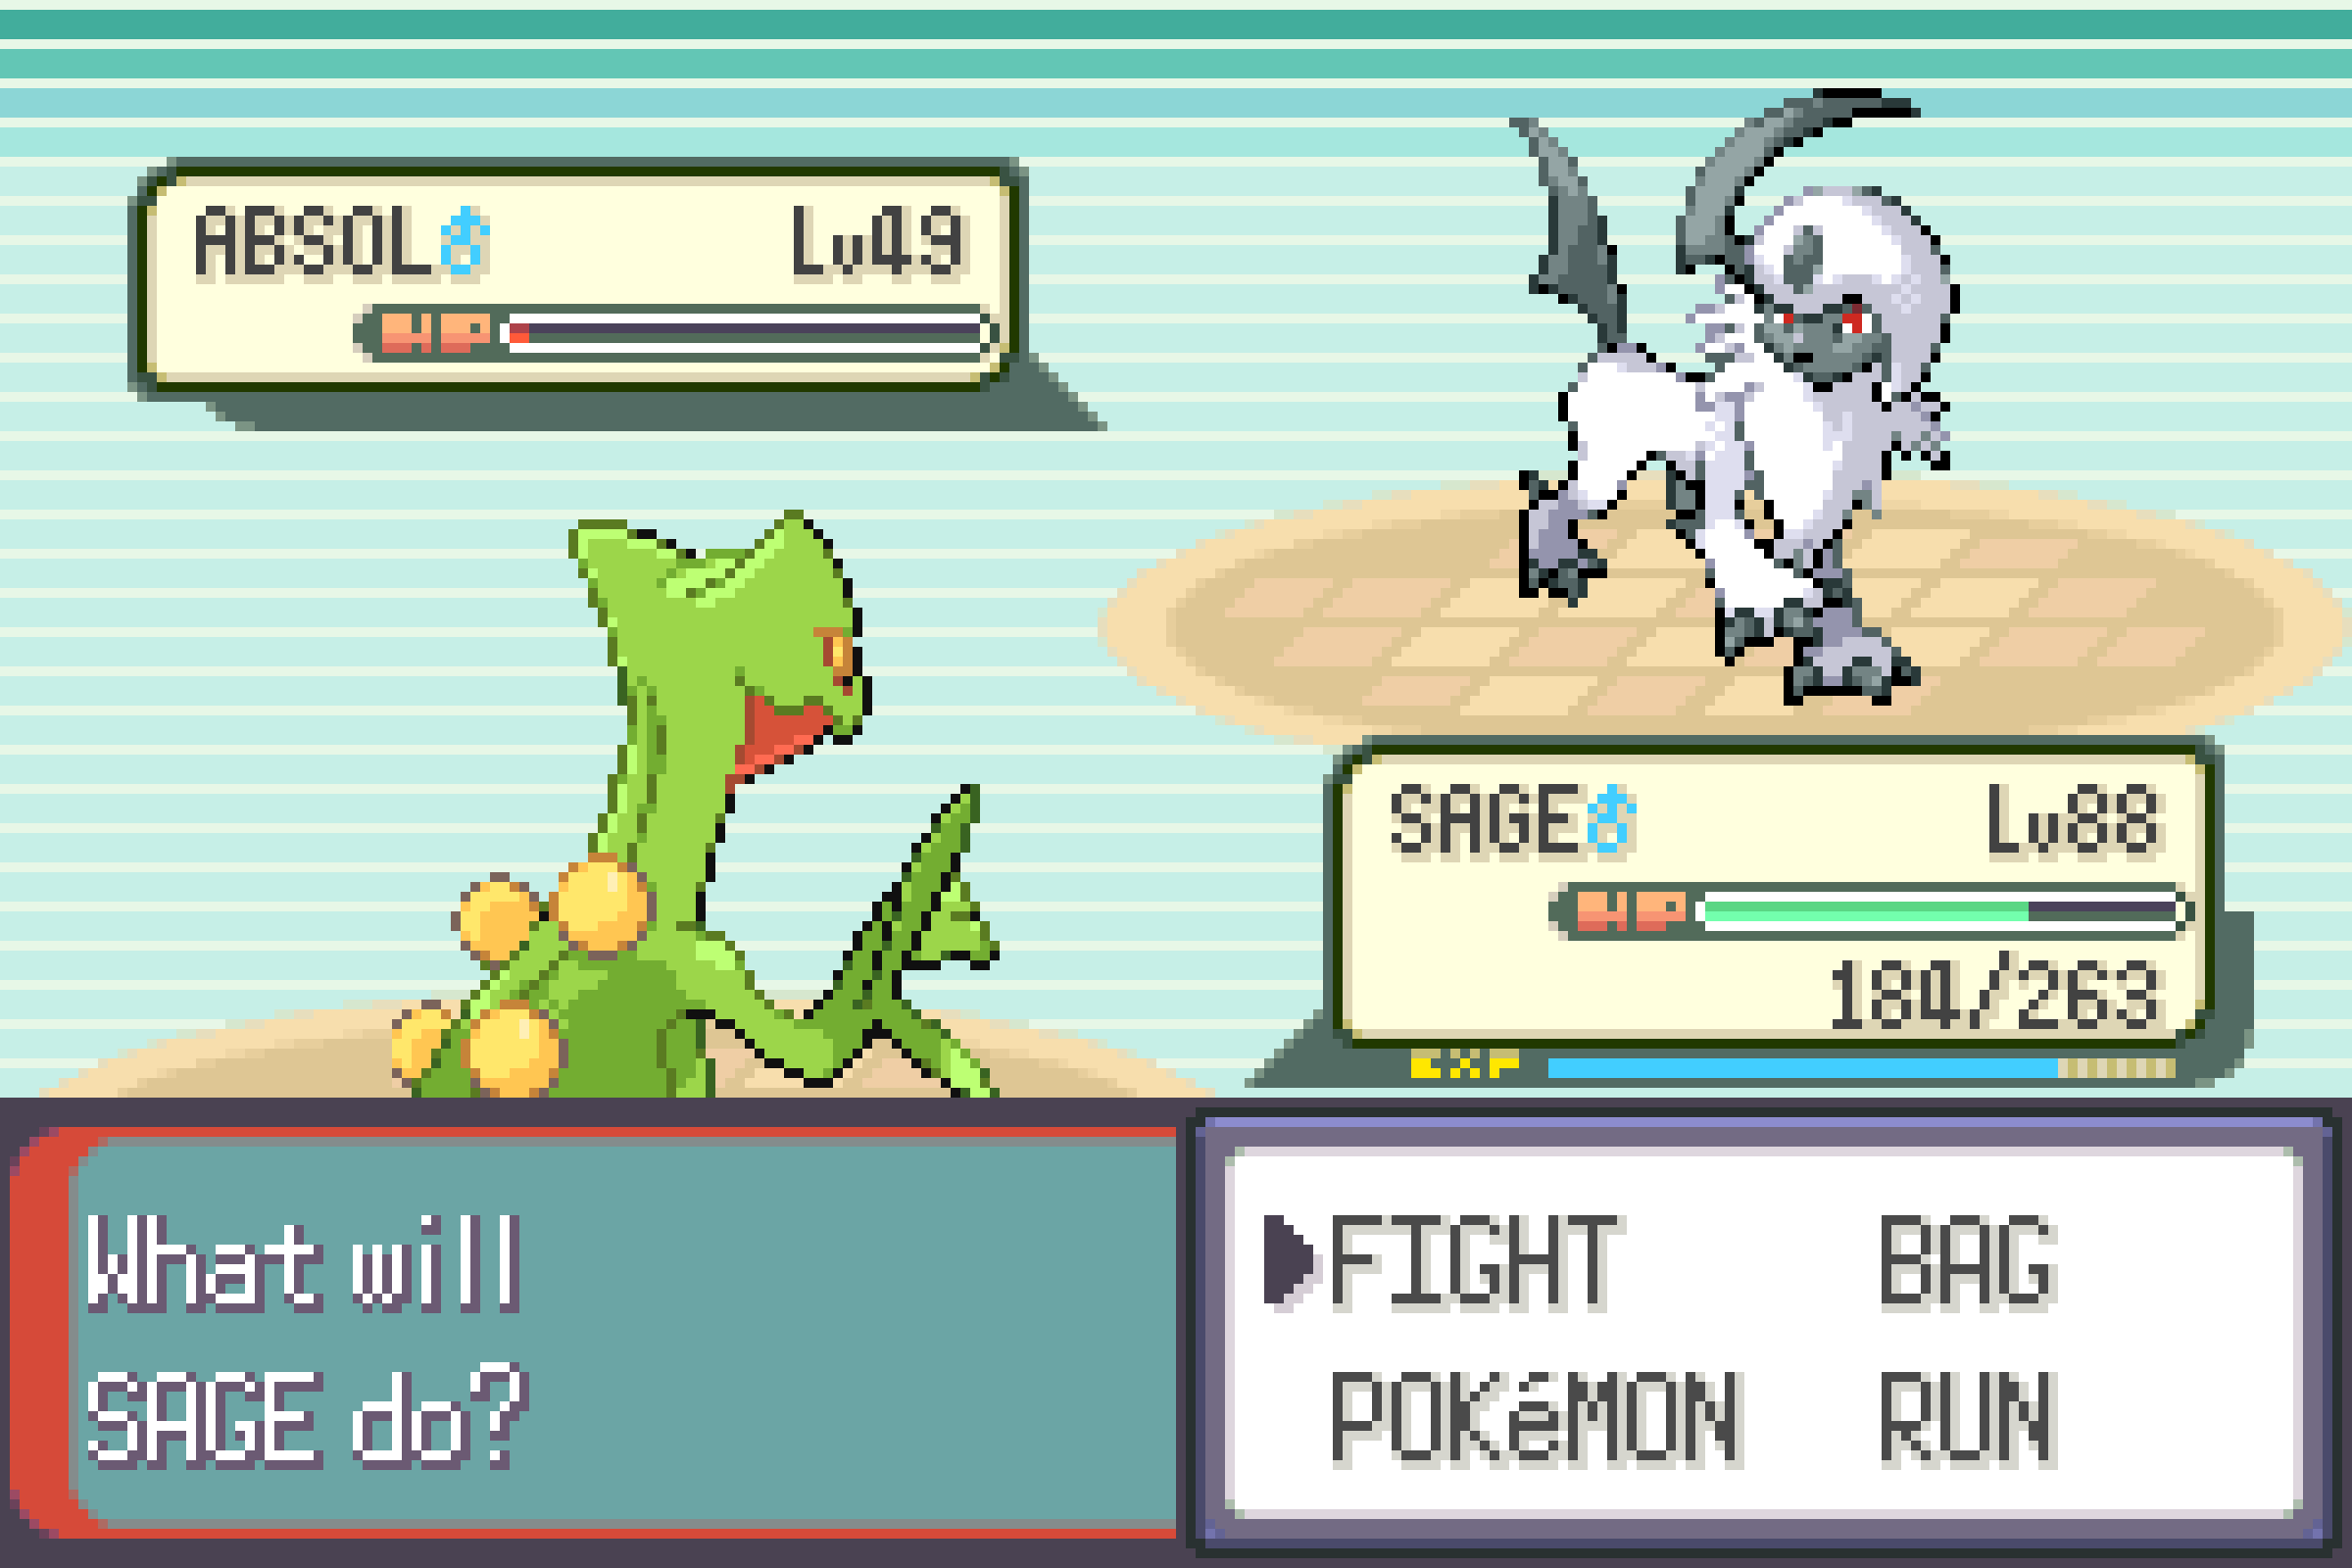 ABSOL♂ Lv49
HP
SAGE♂ Lv88
HP
184/263
EXP
What will
SAGE do?
FIGHT BAG
POKéMON RUN